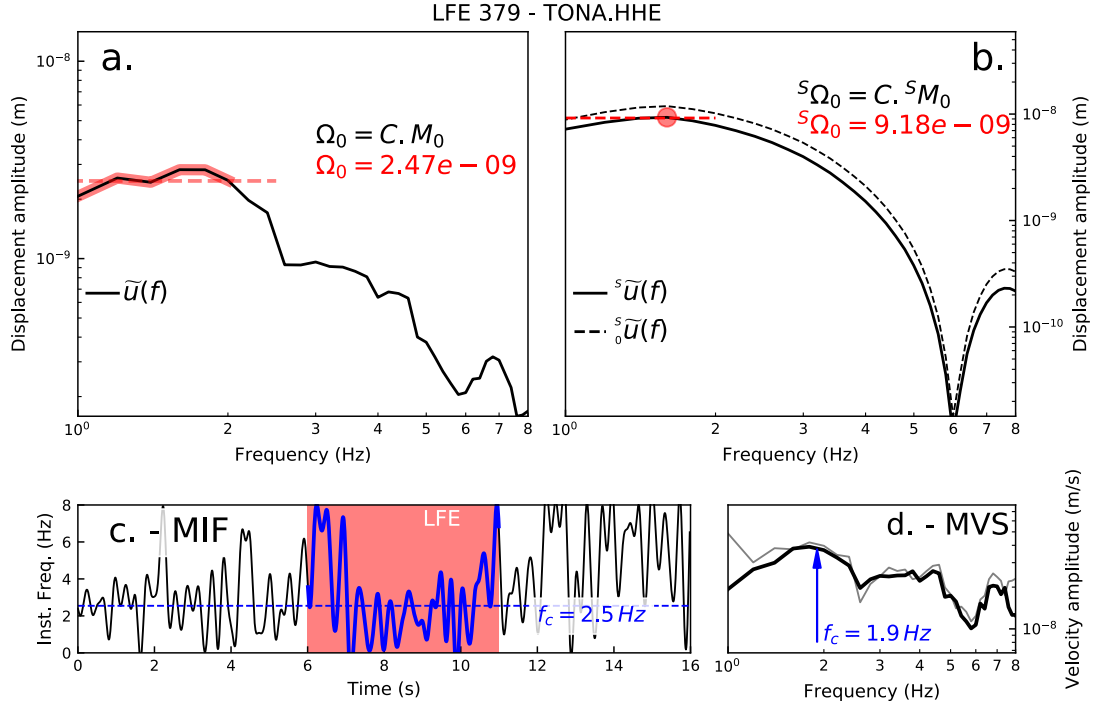 LFE 379 - TONA.HHE
a.
Ω₀ = C. M₀
Ω₀ = 2.47e − 09
ũ(f)
Displacement amplitude (m)
10⁻⁸
10⁻⁹
10⁰ 2 3 4 5 6 7 8
Frequency (Hz)
b.
ˢΩ₀ = C. ˢM₀
ˢΩ₀ = 9.18e − 09
ˢũ(f)
ˢ₀ũ(f)
Displacement amplitude (m)
10⁻⁸
10⁻⁹
10⁻¹⁰
10⁰ 2 3 4 5 6 7 8
Frequency (Hz)
c. - MIF
LFE
f_c = 2.5 Hz
Inst. Freq. (Hz)
8
6
4
2
0
0 2 4 6 8 10 12 14 16
Time (s)
d. - MVS
f_c = 1.9 Hz
Velocity amplitude (m/s)
10⁻⁸
10⁰ 2 3 4 5 6 7 8
Frequency (Hz)